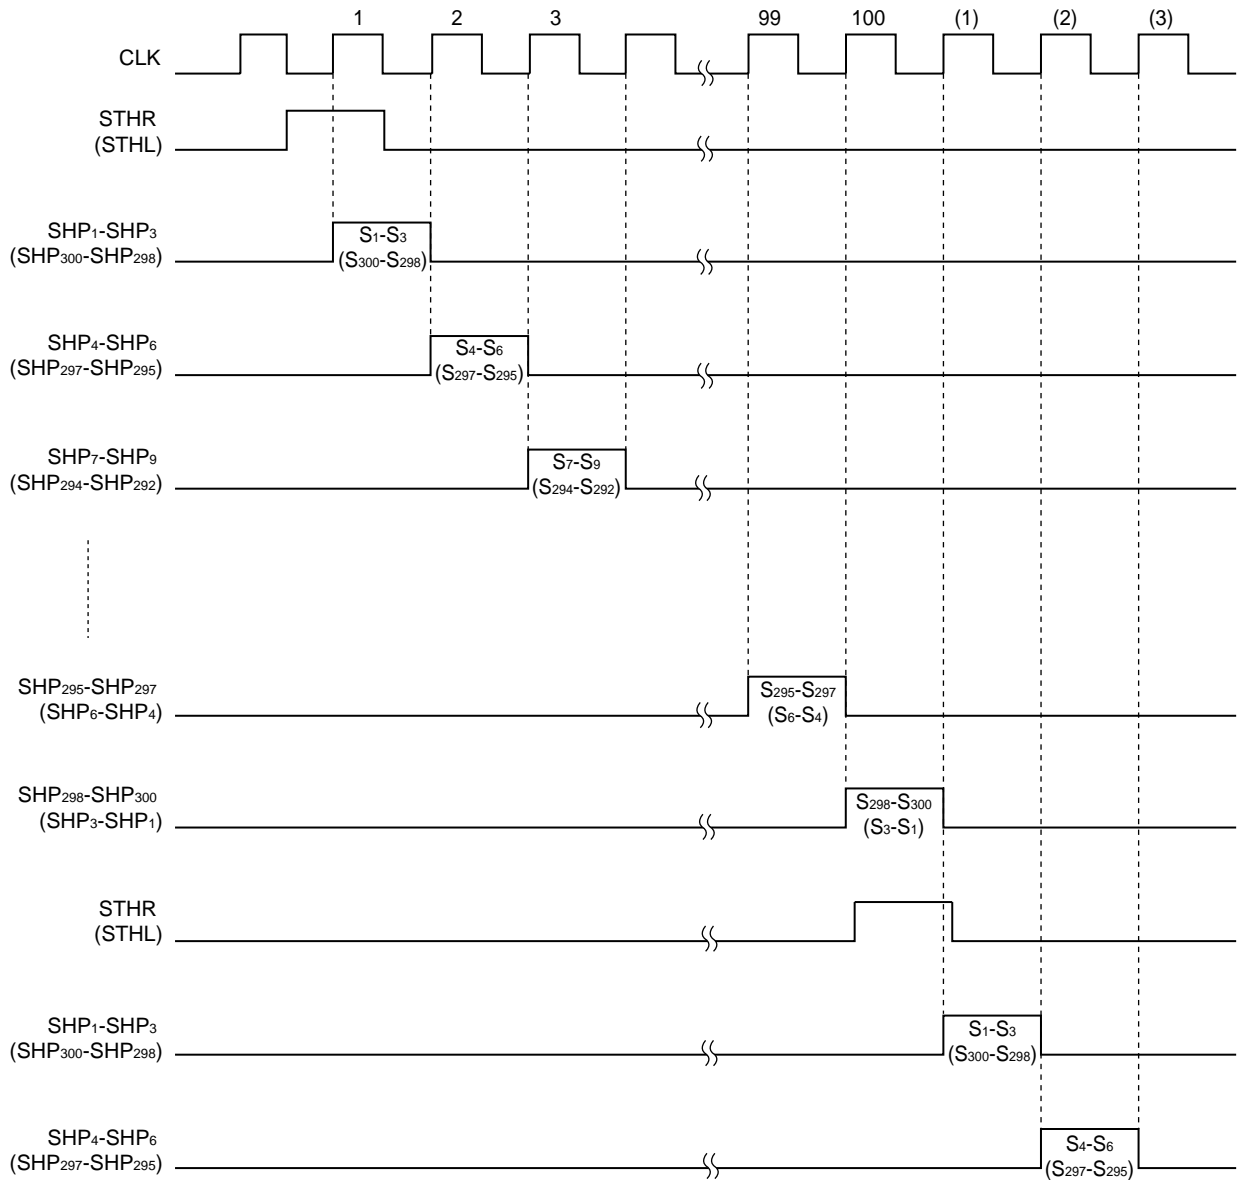 1 2 3 99 100 (1) (2) (3)
CLK
STHR
(STHL)
SHP1-SHP3
(SHP300-SHP298)
S1-S3
(S300-S298)
SHP4-SHP6
(SHP297-SHP295)
S4-S6
(S297-S295)
SHP7-SHP9
(SHP294-SHP292)
S7-S9
(S294-S292)
SHP295-SHP297
(SHP6-SHP4)
S295-S297
(S6-S4)
SHP298-SHP300
(SHP3-SHP1)
S298-S300
(S3-S1)
STHR
(STHL)
SHP1-SHP3
(SHP300-SHP298)
S1-S3
(S300-S298)
SHP4-SHP6
(SHP297-SHP295)
S4-S6
(S297-S295)